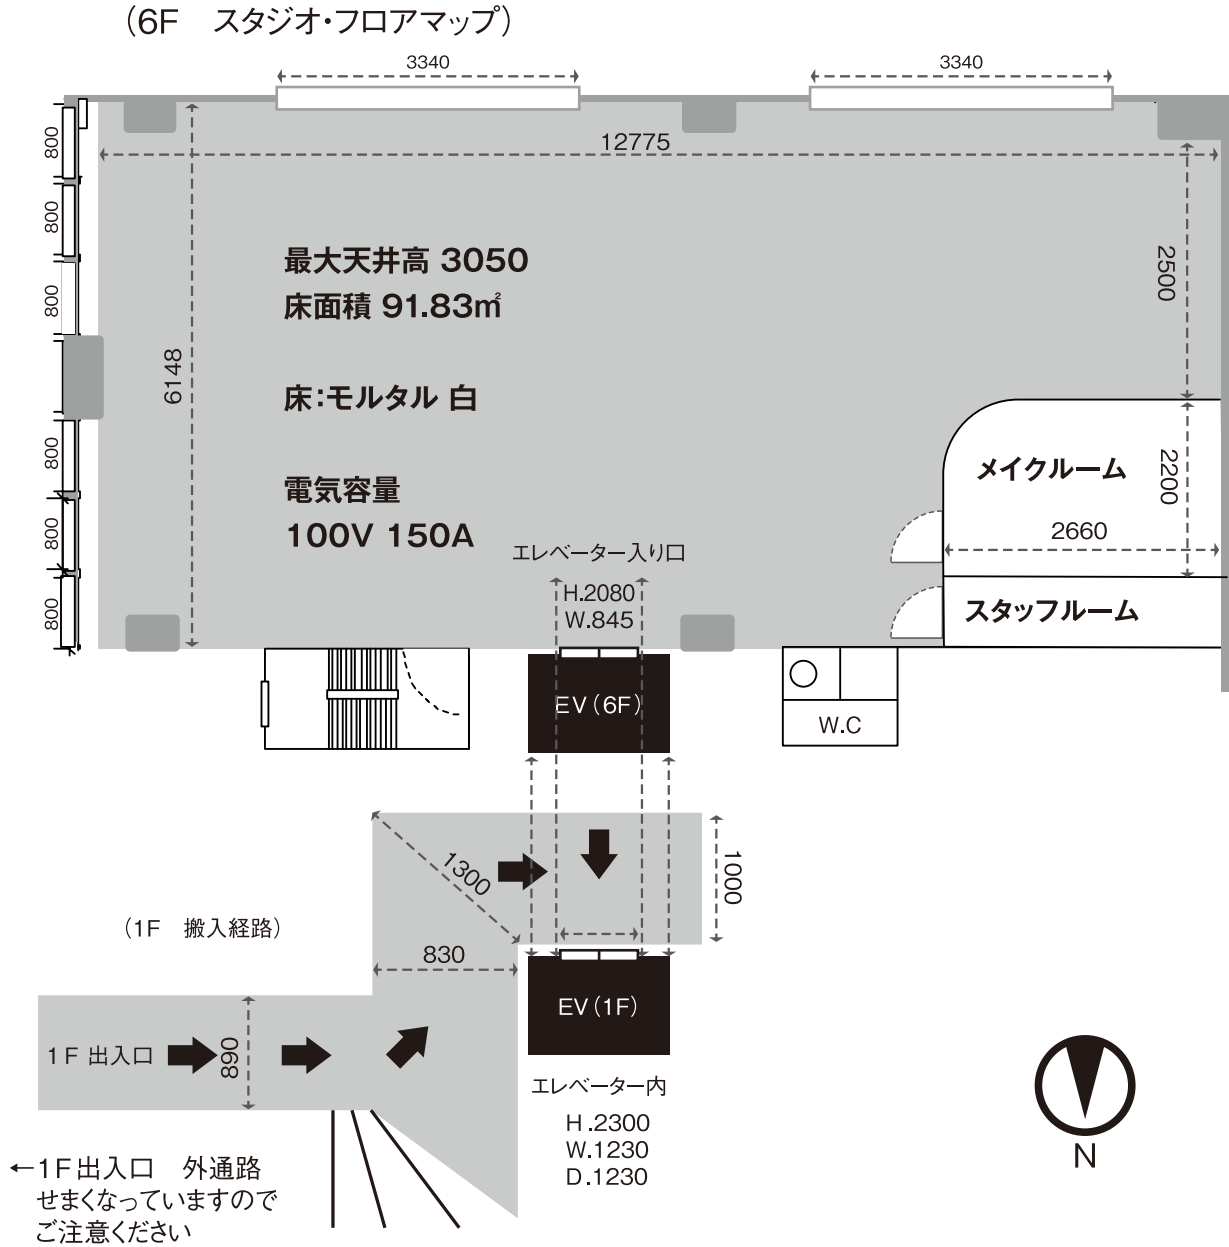 （6F　スタジオ・フロアマップ）
3340
3340
12775
800
800
800
800
800
800
6148
2500
2200
2660
最大天井高 3050
床面積 91.83㎡
床：モルタル 白
電気容量
100V 150A
メイクルーム
スタッフルーム
エレベーター入り口
H.2080
W.845
EV（6F）
W.C
1300
1000
（1F　搬入経路）
830
EV（1F）
1F 出入口
890
エレベーター内
H.2300
W.1230
D.1230
←1F出入口　外通路
せまくなっていますので
ご注意ください
N